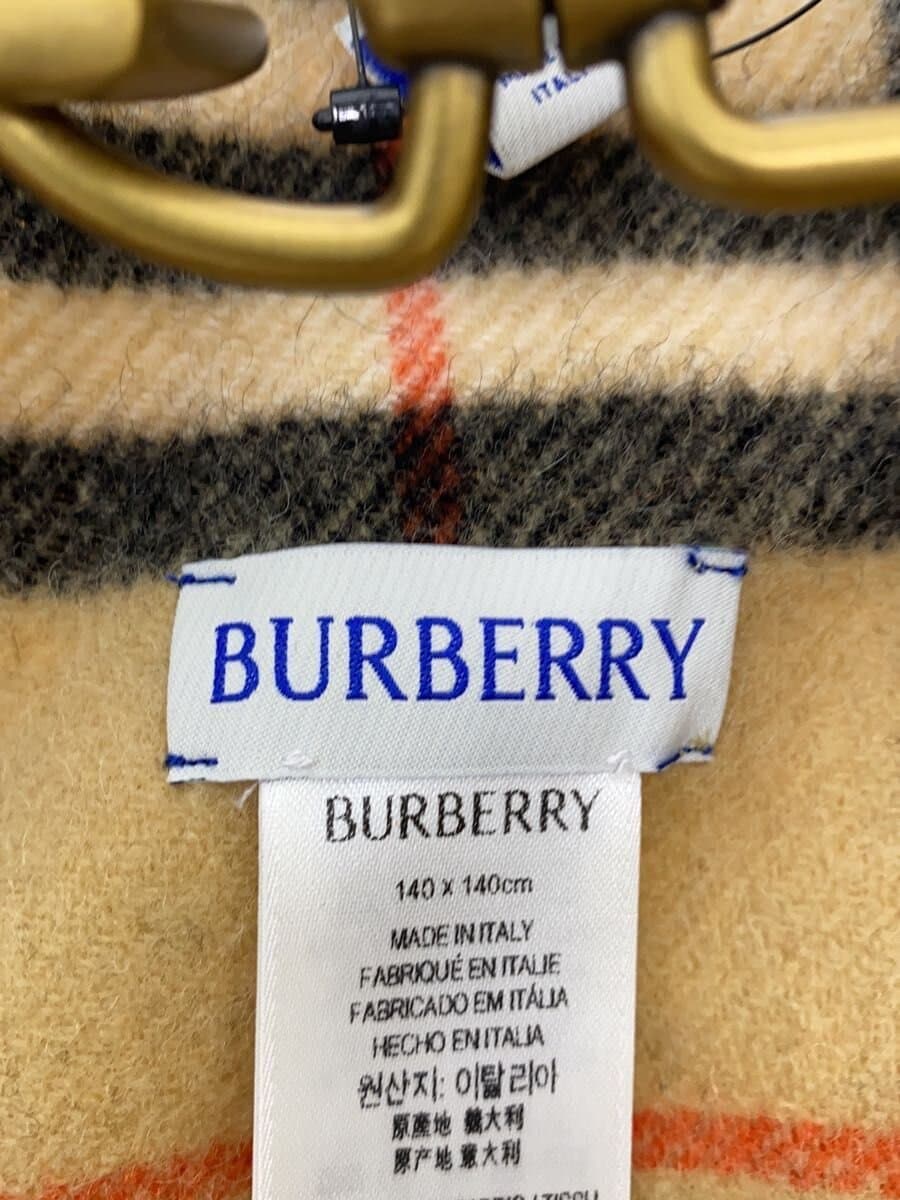 ITAL
BURBERRY
BURBERRY
140 X 140cm
MADE IN ITALY
FABRIQUÉ EN ITALIE
FABRICADO EM ITÁLIA
HECHO EN ITALIA
원산지: 이탈리아
原產地 義大利
原产地 意大利